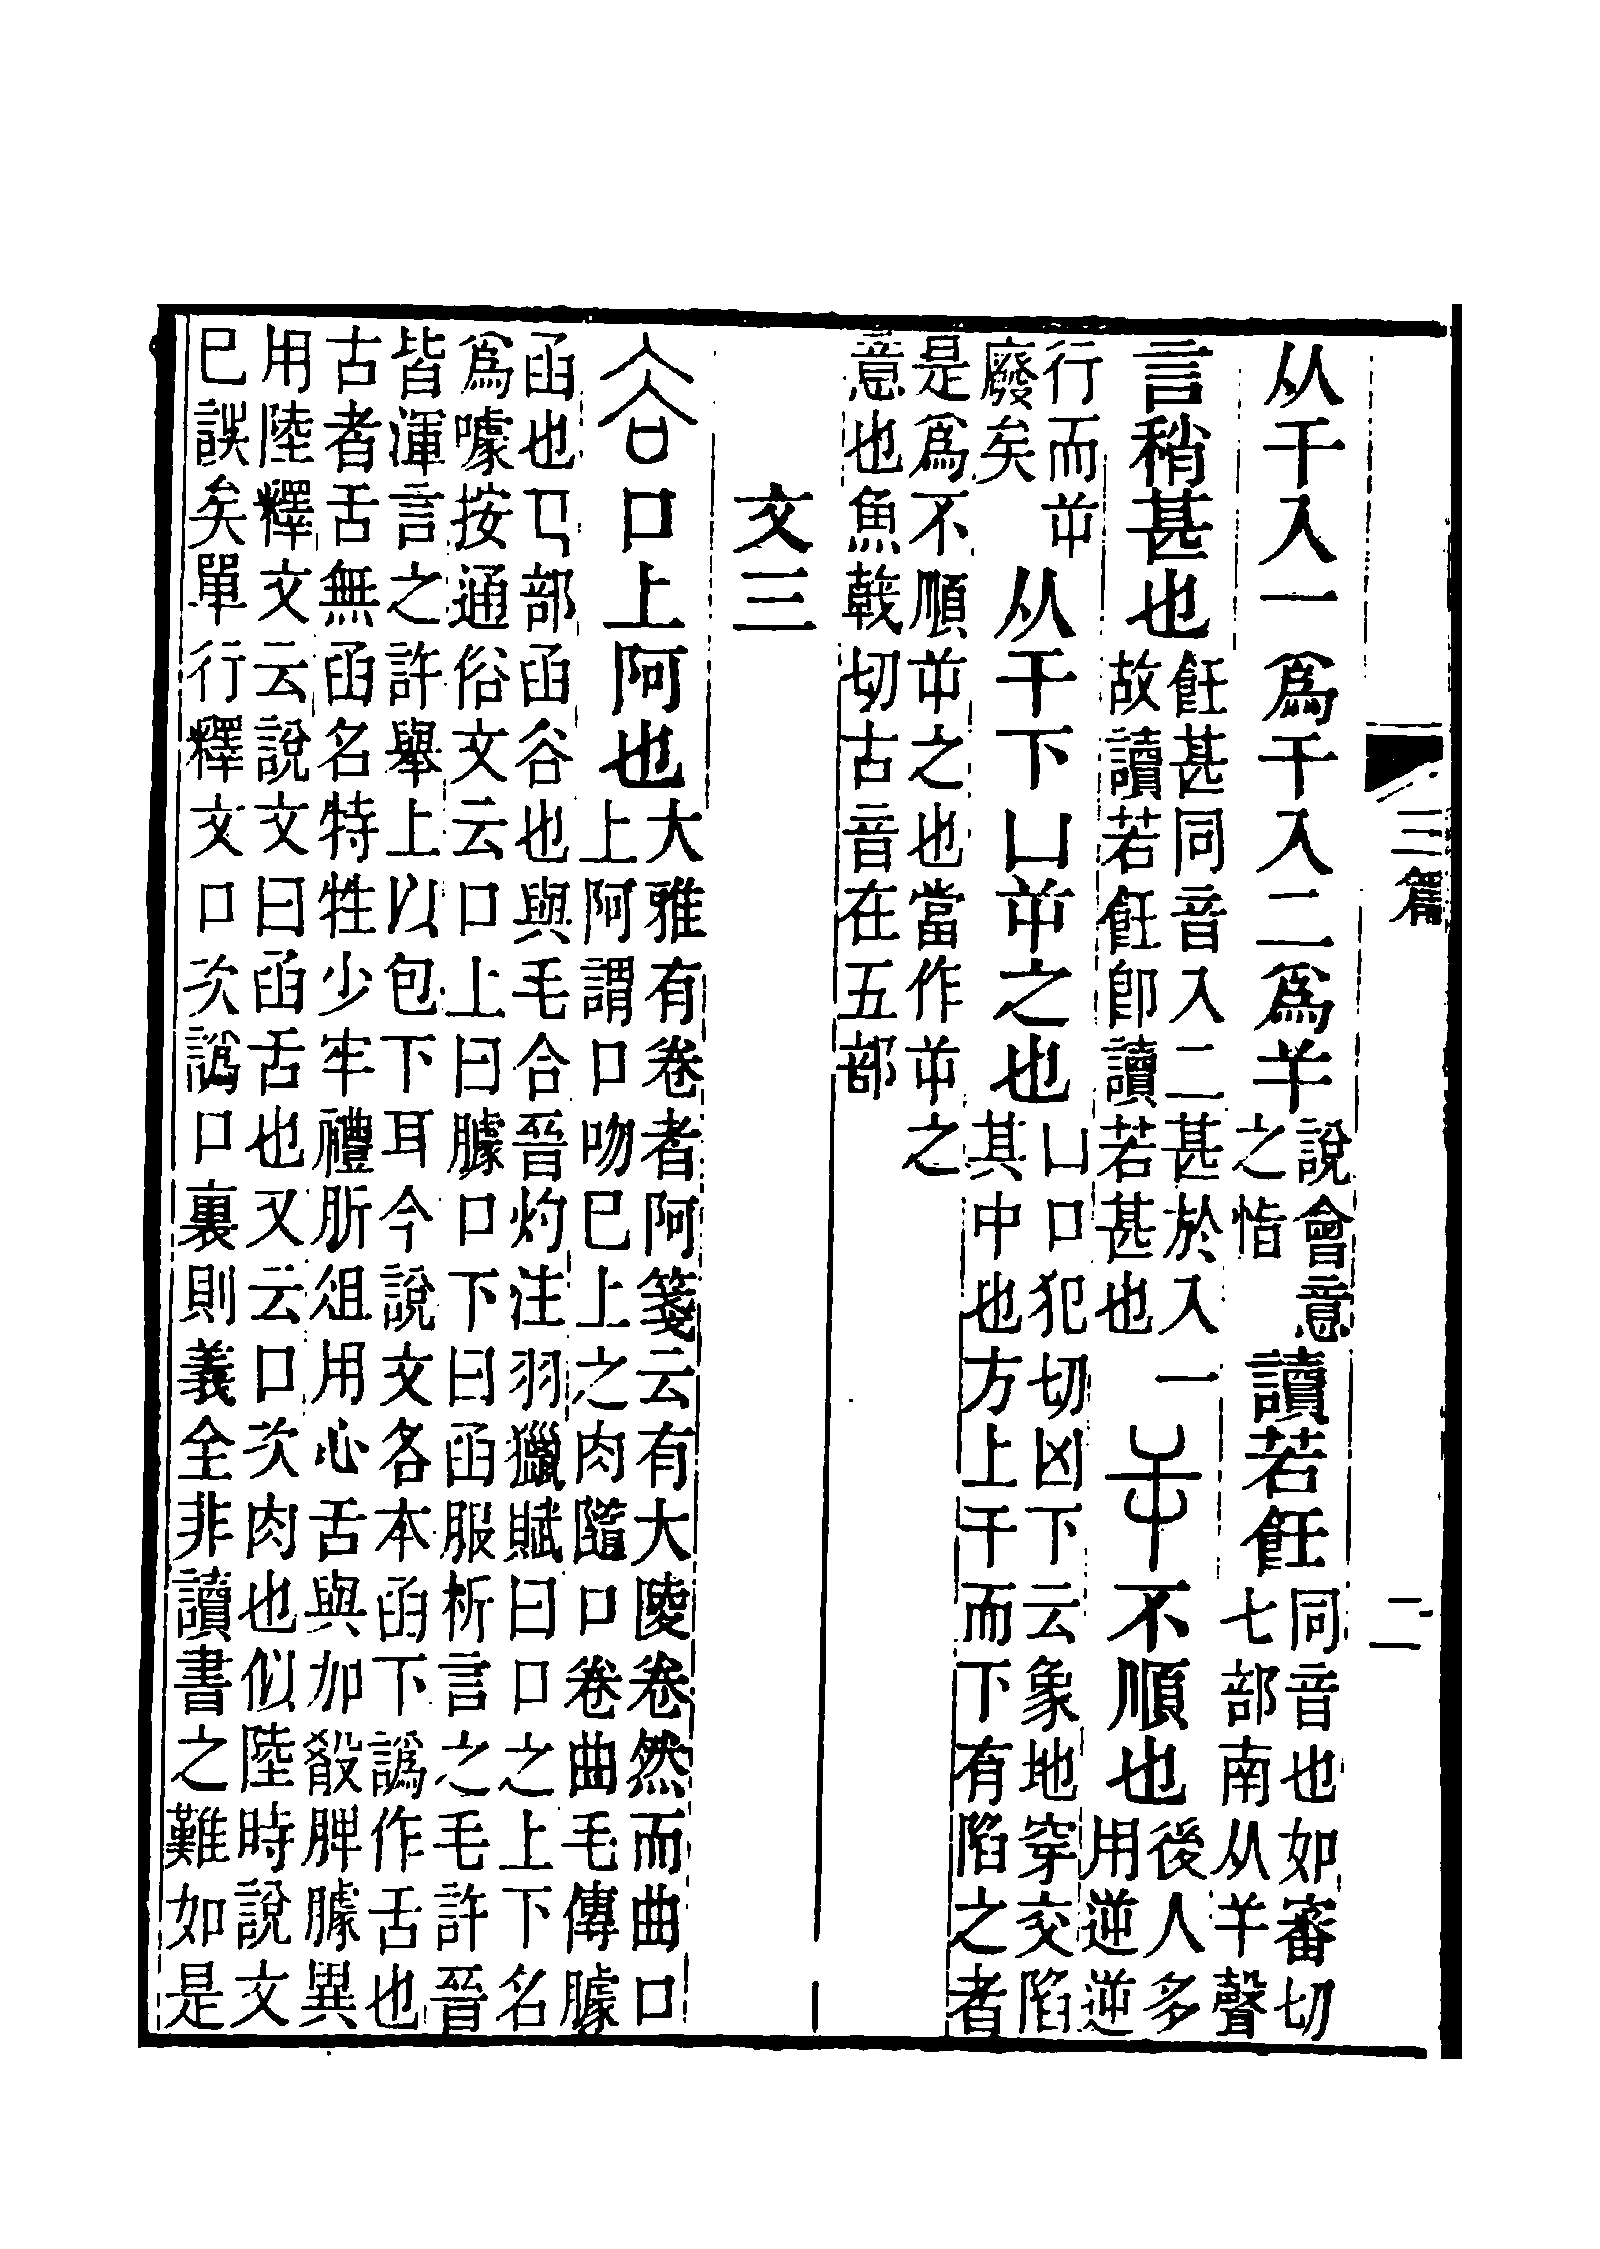 三篇
二
从干入一爲干入二爲𢆉說會意之恉讀若飪同音也如審切七部南从𢆉聲
言稍甚也飪甚同音入二甚於入一故讀若飪卽讀若甚也屰不順也後人多用逆逆
行而屰廢矣从干下凵屰之也凵口犯切凶下云象地穿交陷其中也方上干而下有陷之者
是爲不順屰之也當作屰之
意也魚戟切古音在五部
文三
𧮫口上阿也大雅有卷者阿箋云有大陵卷然而曲口上阿謂口吻已上之肉隨口卷曲毛傳臄
函也𢎘部函谷也與毛合晉灼注羽獵賦曰口之上下名
爲噱按通俗文云口上曰臄口下曰函服析言之毛許晉
皆渾言之許舉上以包下耳今說文各本函下譌作舌也
古者舌無函名特牲少牢禮肵俎用心舌與加殽脾臄異
用陸釋文云說文曰函舌也又云口次肉也似陸時說文
已誤矣單行釋文口次譌口裏則義全非讀書之難如是